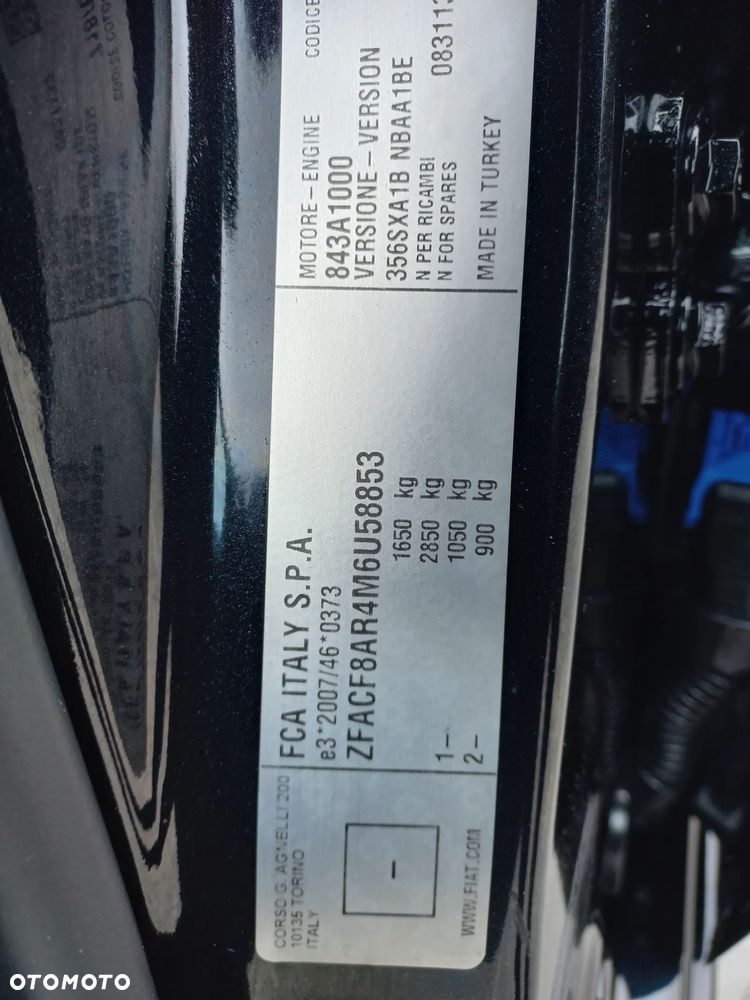 CORSO G. AGNELLI 200
10135 TORINO
ITALY
-
WWW.FIAT.COM
FCA ITALY S.P.A.
e3*2007/46*0373
ZFACF8AR4M6U58853
1650 kg
2850 kg
1– 1050 kg
2– 900 kg
MOTORE – ENGINE CODICE
843A1000
VERSIONE – VERSION
356SXA1B NBAA1BE
N PER RICAMBI
N FOR SPARES 083113
MADE IN TURKEY
OTOMOTO